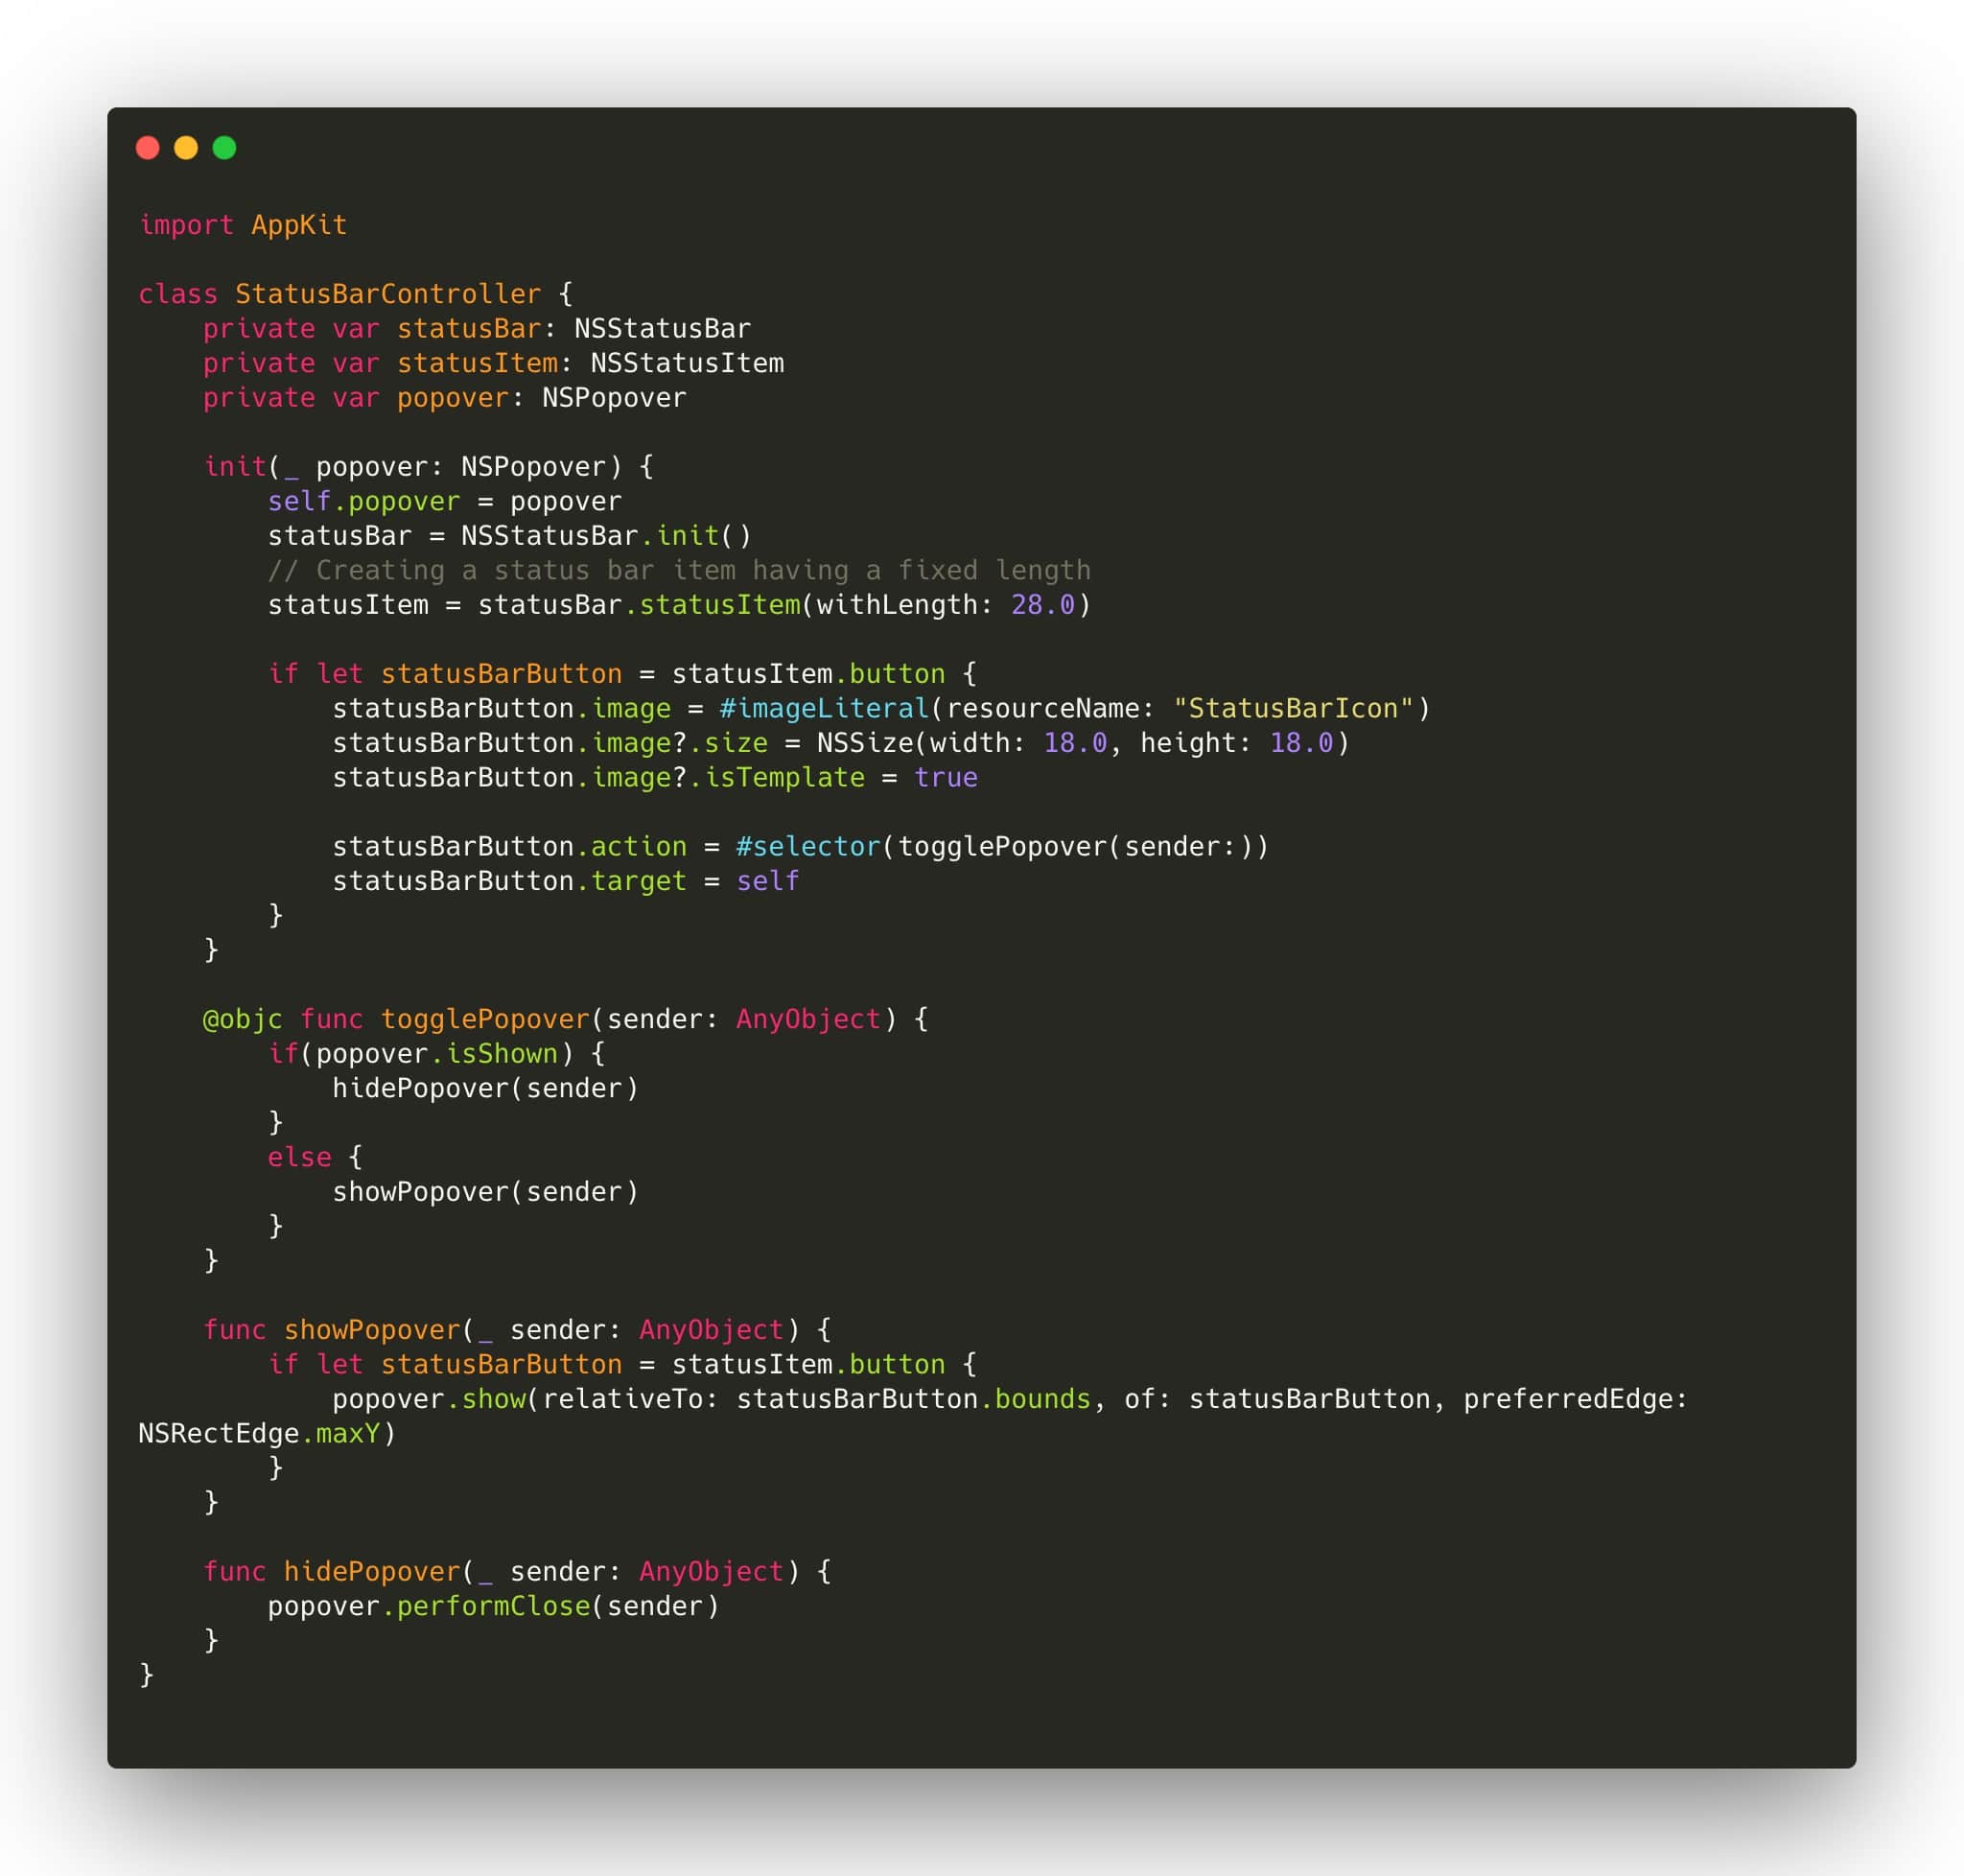 import AppKit

class StatusBarController {
    private var statusBar: NSStatusBar
    private var statusItem: NSStatusItem
    private var popover: NSPopover

    init(_ popover: NSPopover) {
        self.popover = popover
        statusBar = NSStatusBar.init()
        // Creating a status bar item having a fixed length
        statusItem = statusBar.statusItem(withLength: 28.0)

        if let statusBarButton = statusItem.button {
            statusBarButton.image = #imageLiteral(resourceName: "StatusBarIcon")
            statusBarButton.image?.size = NSSize(width: 18.0, height: 18.0)
            statusBarButton.image?.isTemplate = true

            statusBarButton.action = #selector(togglePopover(sender:))
            statusBarButton.target = self
        }
    }

    @objc func togglePopover(sender: AnyObject) {
        if(popover.isShown) {
            hidePopover(sender)
        }
        else {
            showPopover(sender)
        }
    }

    func showPopover(_ sender: AnyObject) {
        if let statusBarButton = statusItem.button {
            popover.show(relativeTo: statusBarButton.bounds, of: statusBarButton, preferredEdge:
NSRectEdge.maxY)
        }
    }

    func hidePopover(_ sender: AnyObject) {
        popover.performClose(sender)
    }
}